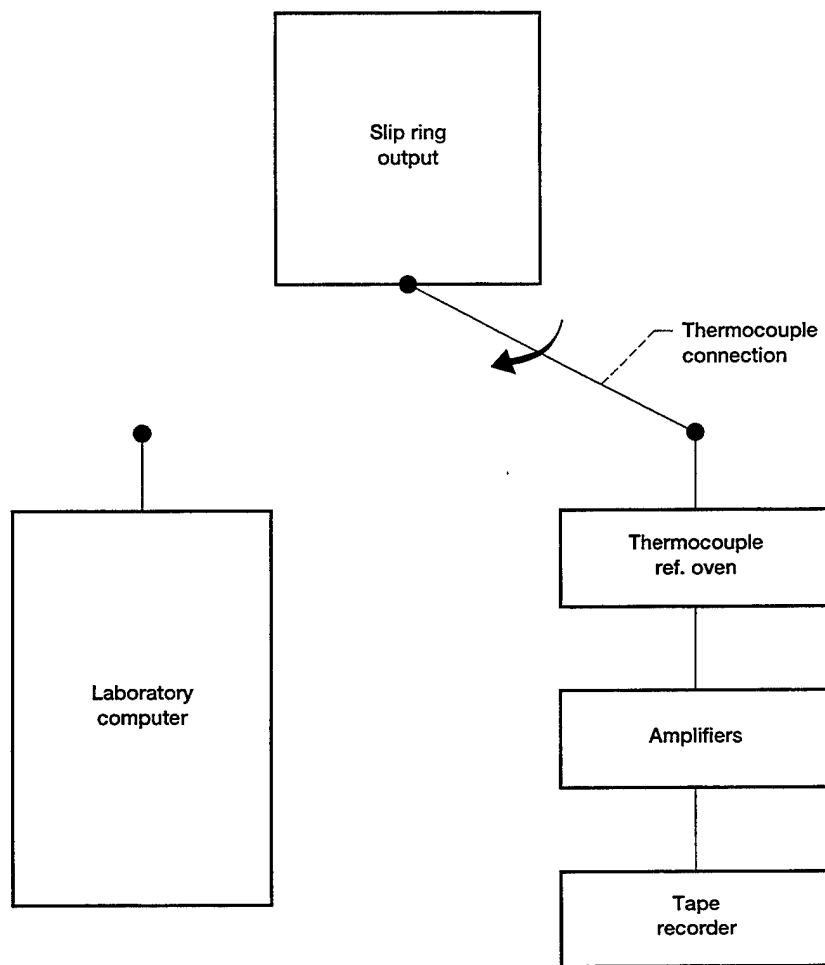 Slip ring
output
Thermocouple
connection
Thermocouple
ref. oven
Laboratory
computer
Amplifiers
Tape
recorder